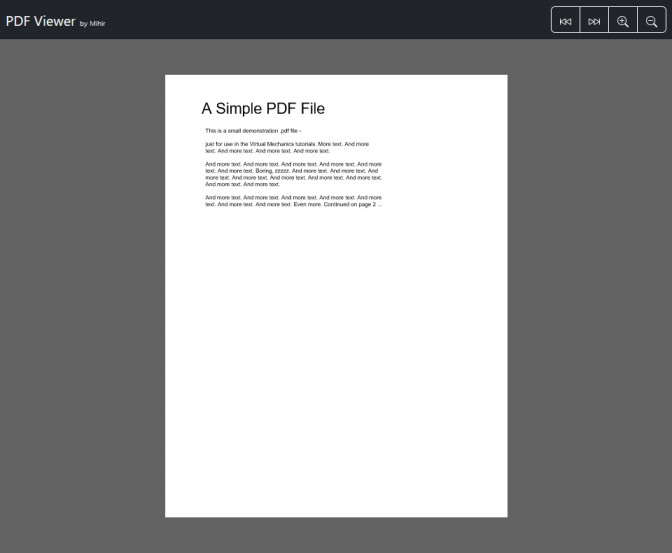 PDF Viewer by Mihir
A Simple PDF File
This is a small demonstration .pdf file -
just for use in the Virtual Mechanics tutorials. More text. And more
text. And more text. And more text. And more text.
And more text. And more text. And more text. And more text. And more
text. And more text. Boring, zzzzz. And more text. And more text. And
more text. And more text. And more text. And more text. And more text.
And more text. And more text.
And more text. And more text. And more text. And more text. And more
text. And more text. And more text. Even more. Continued on page 2 ...